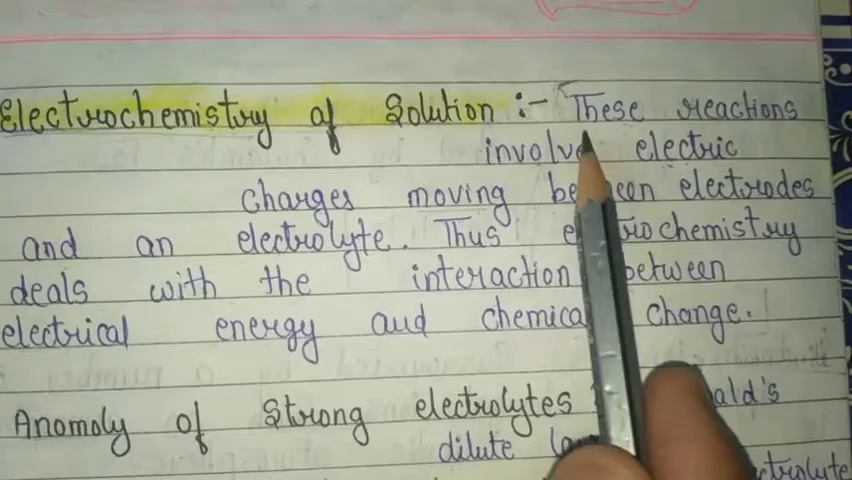 Electrochemistry of Solution :- These reactions
involve electric
charges moving between electrodes
and an electrolyte. Thus electrochemistry
deals with the interaction between
electrical energy and chemical change.
Anomoly of Strong electrolytes
dilute